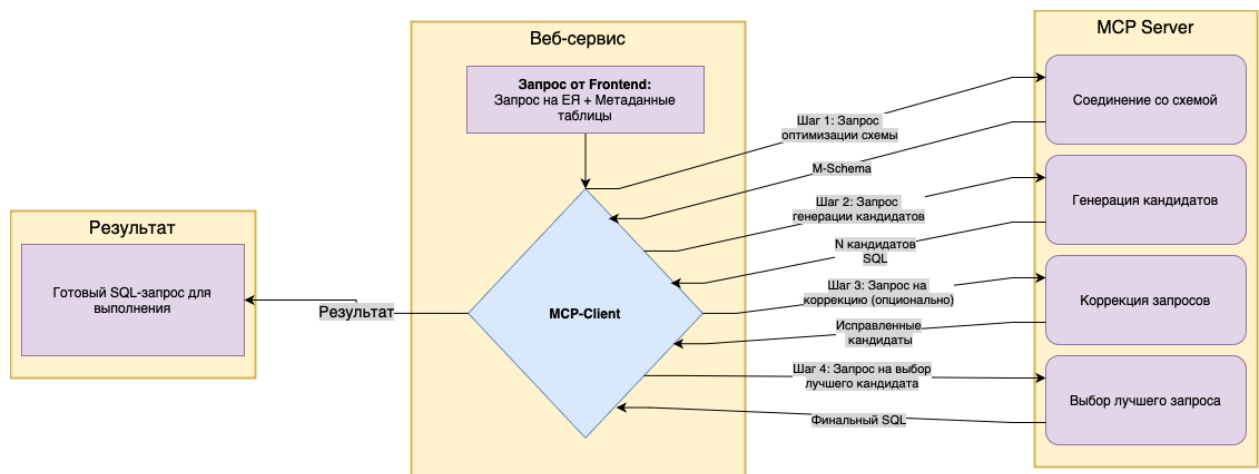 Веб-сервис
Запрос от Frontend:
Запрос на ЕЯ + Метаданные
таблицы
MCP-Client
MCP Server
Соединение со схемой
Генерация кандидатов
Коррекция запросов
Выбор лучшего запроса
Шаг 1: Запрос
оптимизации схемы
M-Schema
Шаг 2: Запрос
генерации кандидатов
N кандидатов
SQL
Шаг 3: Запрос на
коррекцию (опционально)
Исправленные
кандидаты
Шаг 4: Запрос на выбор
лучшего кандидата
Финальный SQL
Результат
Результат
Готовый SQL-запрос для
выполнения